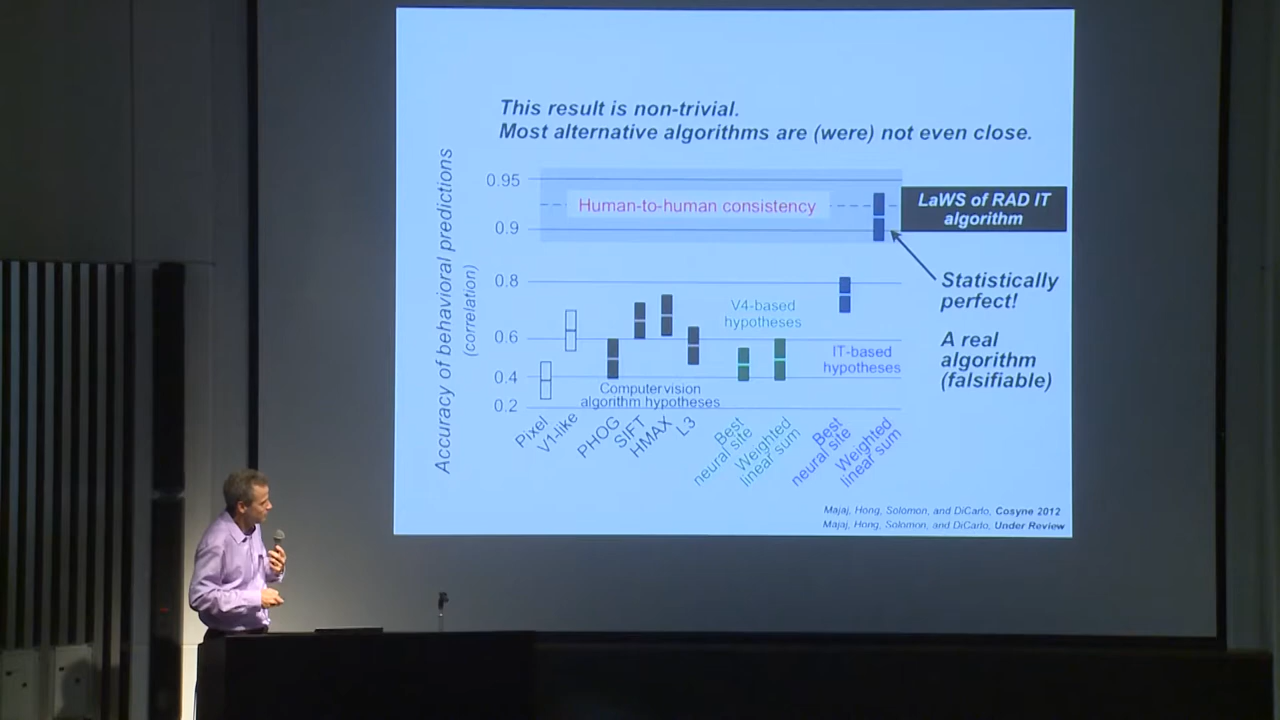 This result is non-trivial.
Most alternative algorithms are (were) not even close.
Accuracy of behavioral predictions
(correlation)
0.95
0.9
0.8
0.6
0.4
0.2
Human-to-human consistency
LaWS of RAD IT
algorithm
Statistically
perfect!
A real
algorithm
(falsifiable)
V4-based
hypotheses
IT-based
hypotheses
Computer vision
algorithm hypotheses
Pixel
V1-like
PHOG
SIFT
HMAX
L3
Best
neural site
Weighted
linear sum
Best
neural site
Weighted
linear sum
Majaj, Hong, Solomon, and DiCarlo, Cosyne 2012
Majaj, Hong, Solomon, and DiCarlo, Under Review